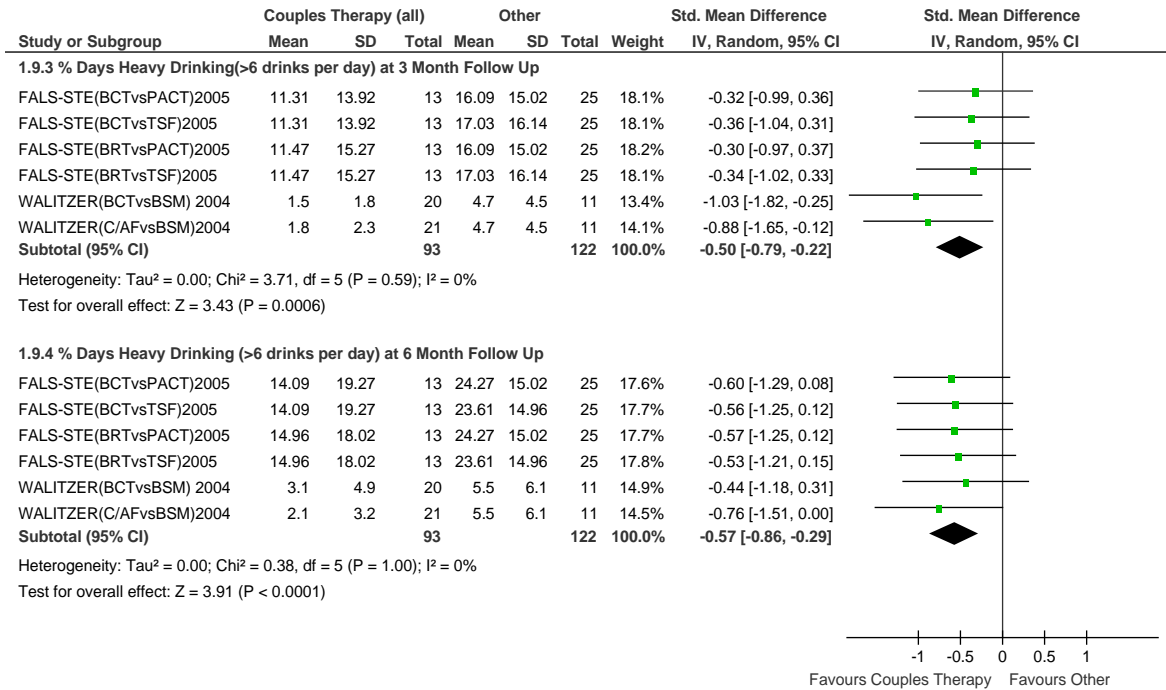 Couples Therapy (all) Other Std. Mean Difference Std. Mean Difference
Study or Subgroup Mean SD Total Mean SD Total Weight IV, Random, 95% CI IV, Random, 95% CI
1.9.3 % Days Heavy Drinking(>6 drinks per day) at 3 Month Follow Up
FALS-STE(BCTvsPACT)2005 11.31 13.92 13 16.09 15.02 25 18.1% -0.32 [-0.99, 0.36]
FALS-STE(BCTvsTSF)2005 11.31 13.92 13 17.03 16.14 25 18.1% -0.36 [-1.04, 0.31]
FALS-STE(BRTvsPACT)2005 11.47 15.27 13 16.09 15.02 25 18.2% -0.30 [-0.97, 0.37]
FALS-STE(BRTvsTSF)2005 11.47 15.27 13 17.03 16.14 25 18.1% -0.34 [-1.02, 0.33]
WALITZER(BCTvsBSM) 2004 1.5 1.8 20 4.7 4.5 11 13.4% -1.03 [-1.82, -0.25]
WALITZER(C/AFvsBSM)2004 1.8 2.3 21 4.7 4.5 11 14.1% -0.88 [-1.65, -0.12]
Subtotal (95% CI) 93 122 100.0% -0.50 [-0.79, -0.22]
Heterogeneity: Tau² = 0.00; Chi² = 3.71, df = 5 (P = 0.59); I² = 0%
Test for overall effect: Z = 3.43 (P = 0.0006)
1.9.4 % Days Heavy Drinking (>6 drinks per day) at 6 Month Follow Up
FALS-STE(BCTvsPACT)2005 14.09 19.27 13 24.27 15.02 25 17.6% -0.60 [-1.29, 0.08]
FALS-STE(BCTvsTSF)2005 14.09 19.27 13 23.61 14.96 25 17.7% -0.56 [-1.25, 0.12]
FALS-STE(BRTvsPACT)2005 14.96 18.02 13 24.27 15.02 25 17.7% -0.57 [-1.25, 0.12]
FALS-STE(BRTvsTSF)2005 14.96 18.02 13 23.61 14.96 25 17.8% -0.53 [-1.21, 0.15]
WALITZER(BCTvsBSM) 2004 3.1 4.9 20 5.5 6.1 11 14.9% -0.44 [-1.18, 0.31]
WALITZER(C/AFvsBSM)2004 2.1 3.2 21 5.5 6.1 11 14.5% -0.76 [-1.51, 0.00]
Subtotal (95% CI) 93 122 100.0% -0.57 [-0.86, -0.29]
Heterogeneity: Tau² = 0.00; Chi² = 0.38, df = 5 (P = 1.00); I² = 0%
Test for overall effect: Z = 3.91 (P < 0.0001)
-1 -0.5 0 0.5 1
Favours Couples Therapy Favours Other